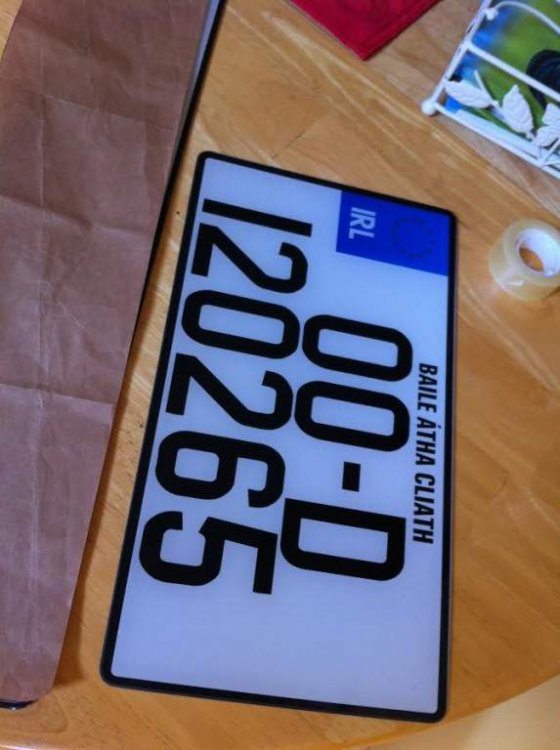 IRL
BAILE ÁTHA CLIATH
00-D
120265